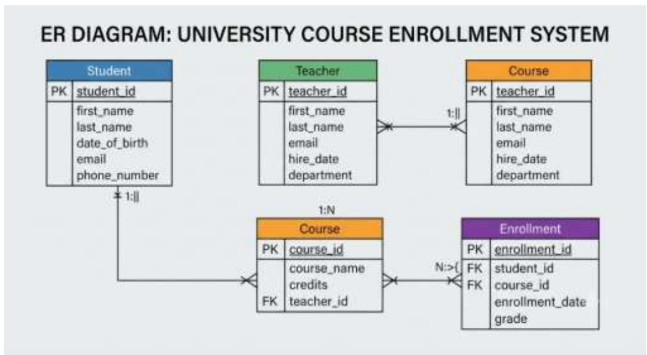 ER DIAGRAM: UNIVERSITY COURSE ENROLLMENT SYSTEM
Student
PK student_id
first_name
last_name
date_of_birth
email
phone_number
Teacher
PK teacher_id
first_name
last_name
email
hire_date
department
Course
PK teacher_id
first_name
last_name
email
hire_date
department
1:||
1:||
1:N
Course
PK course_id
course_name
credits
FK teacher_id
N:>{
Enrollment
PK enrollment_id
FK student_id
FK course_id
enrollment_date
grade